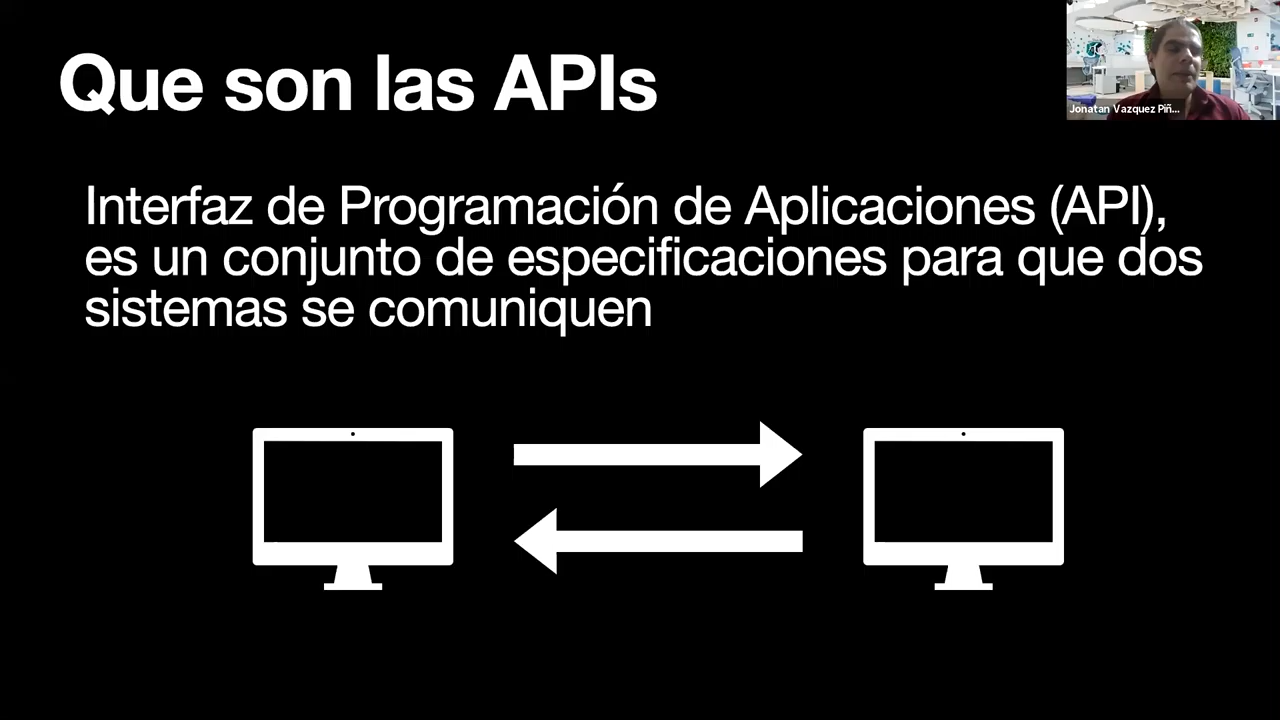 Que son las APIs
Jonatan Vazquez Piñ...
Interfaz de Programación de Aplicaciones (API),
es un conjunto de especificaciones para que dos
sistemas se comuniquen